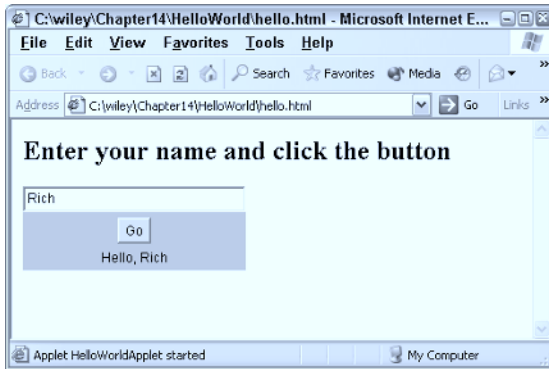 C:\wiley\Chapter14\HelloWorld\hello.html - Microsoft Internet E...
File Edit View Favorites Tools Help
Back Search Favorites Media »
Address C:\wiley\Chapter14\HelloWorld\hello.html Go Links »
Enter your name and click the button
Rich
Go
Hello, Rich
Applet HelloWorldApplet started My Computer